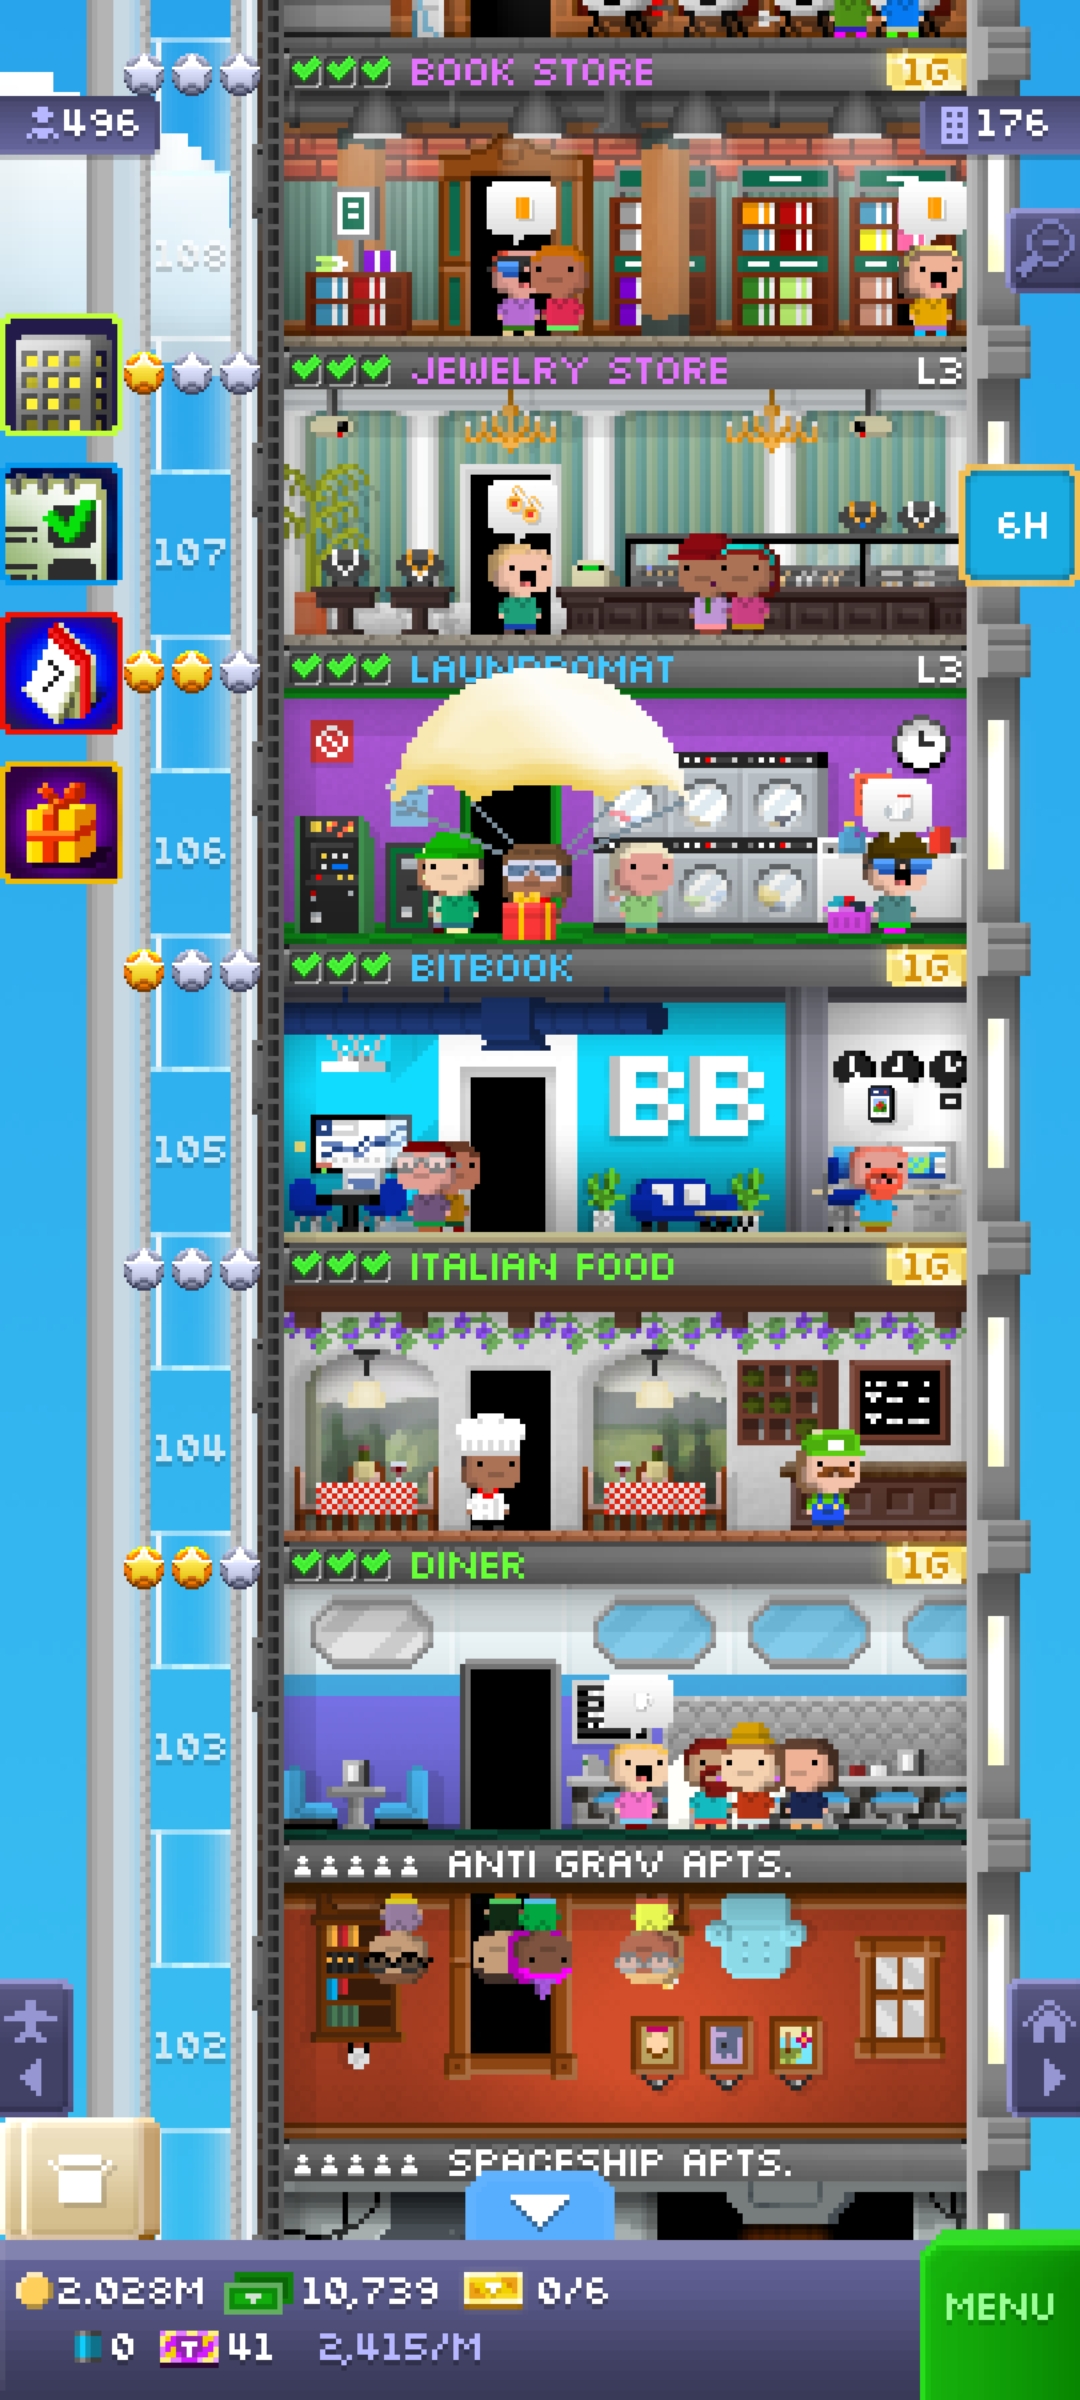 BOOK STORE 1G
496
176
8
108
JEWELRY STORE L3
6H
107
LAUNDROMAT L3
106
BITBOOK 1G
BB
105
ITALIAN FOOD 1G
104
DINER 1G
103
ANTI GRAV APTS.
102
SPACESHIP APTS.
2.028M 10,739 0/6
MENU
0 41 2,415/M